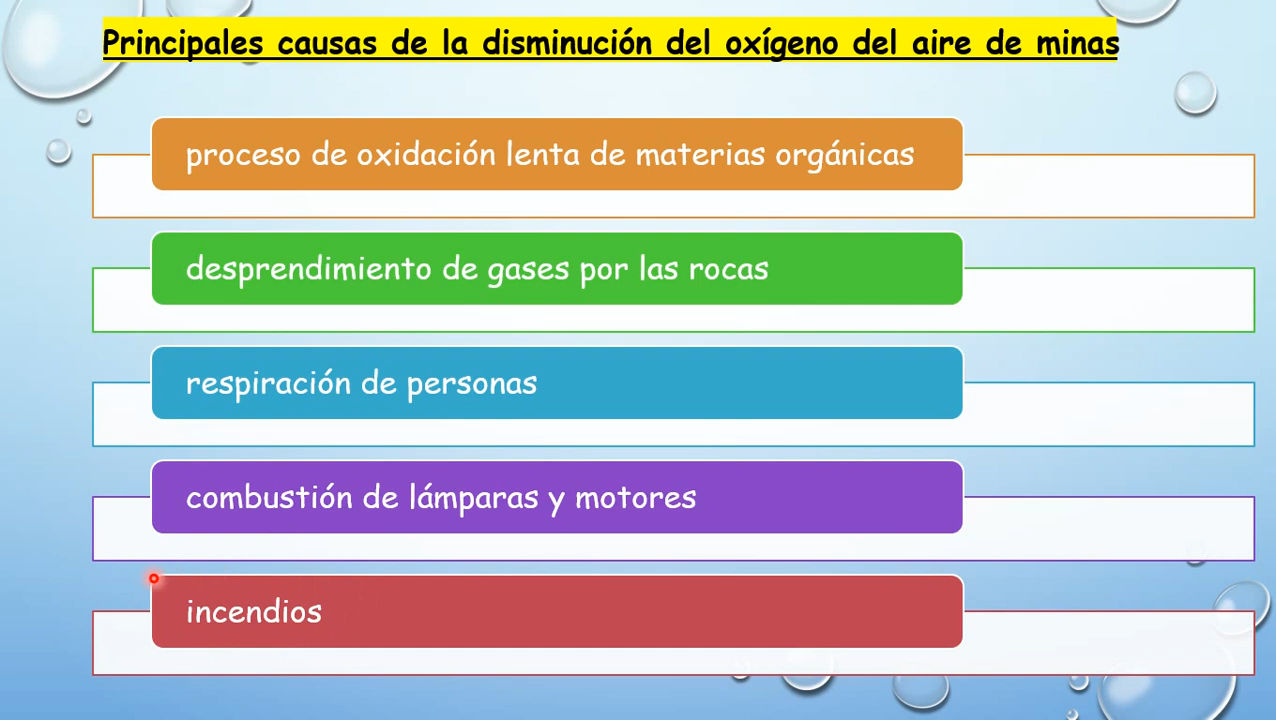 Principales causas de la disminución del oxígeno del aire de minas
proceso de oxidación lenta de materias orgánicas
desprendimiento de gases por las rocas
respiración de personas
combustión de lámparas y motores
incendios